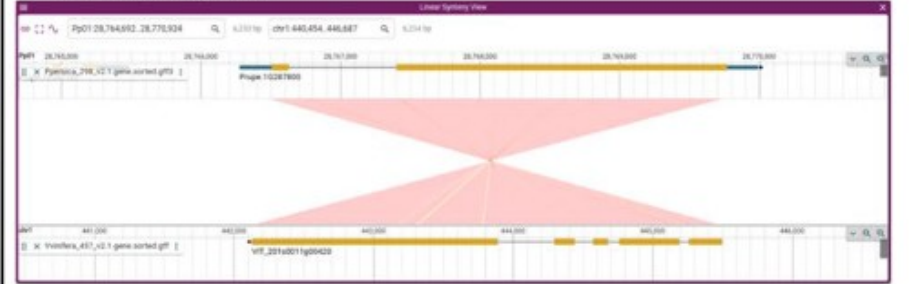 Linear Synteny View
Pp01:28,764,692..28,770,924 6,233 bp chr1:440,454..446,687 6,234 bp
Pp01 28,765,000 28,766,000 28,767,000 28,768,000 28,769,000 28,770,000
Ppersica_298_v2.1.gene.sorted.gff3
Prupe.1G287800
chr1 441,000 442,000 443,000 444,000 445,000 446,000
Vvinifera_457_v2.1.gene.sorted.gff
VIT_201s0011g00420